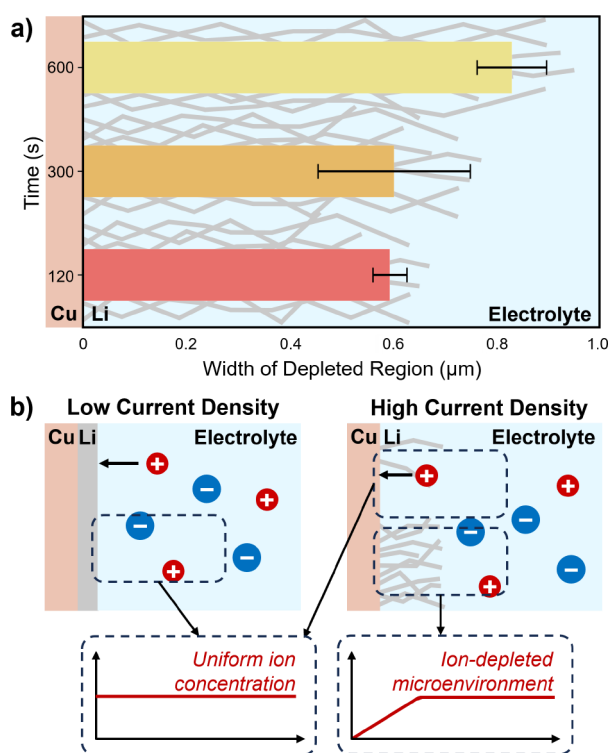 a)
Time (s)
600
300
120
Cu Li Electrolyte
0 0.2 0.4 0.6 0.8 1.0
Width of Depleted Region (µm)
b)
Low Current Density
High Current Density
Cu Li Electrolyte
Cu Li Electrolyte
+
+
−
−
−
+
+
+
−
−
−
+
Uniform ion
concentration
Ion-depleted
microenvironment